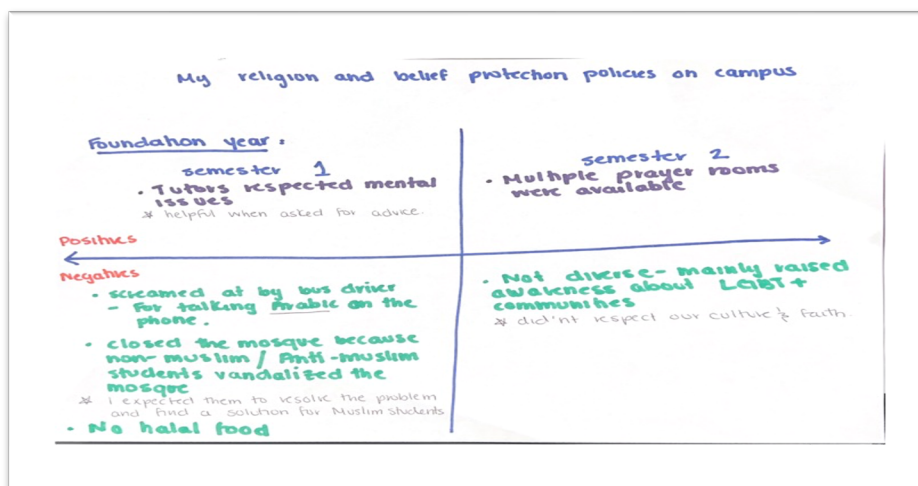 My religion and belief protection policies on campus
Foundation year :
semester 1
• Tutors respected mental
issues
* helpful when asked for advice.
semester 2
• Multiple prayer rooms
were available
Positives
Negatives
• screamed at by bus driver
- For talking Arabic on the
phone.
• closed the mosque because
non-muslim / Anti-muslim
students vandalized the
mosque
* i expected them to resolve the problem
and find a solution for Muslim students
• No halal food
• Not diverse - mainly raised
awareness about LGBT+
communities
* did'nt respect our culture & faith.